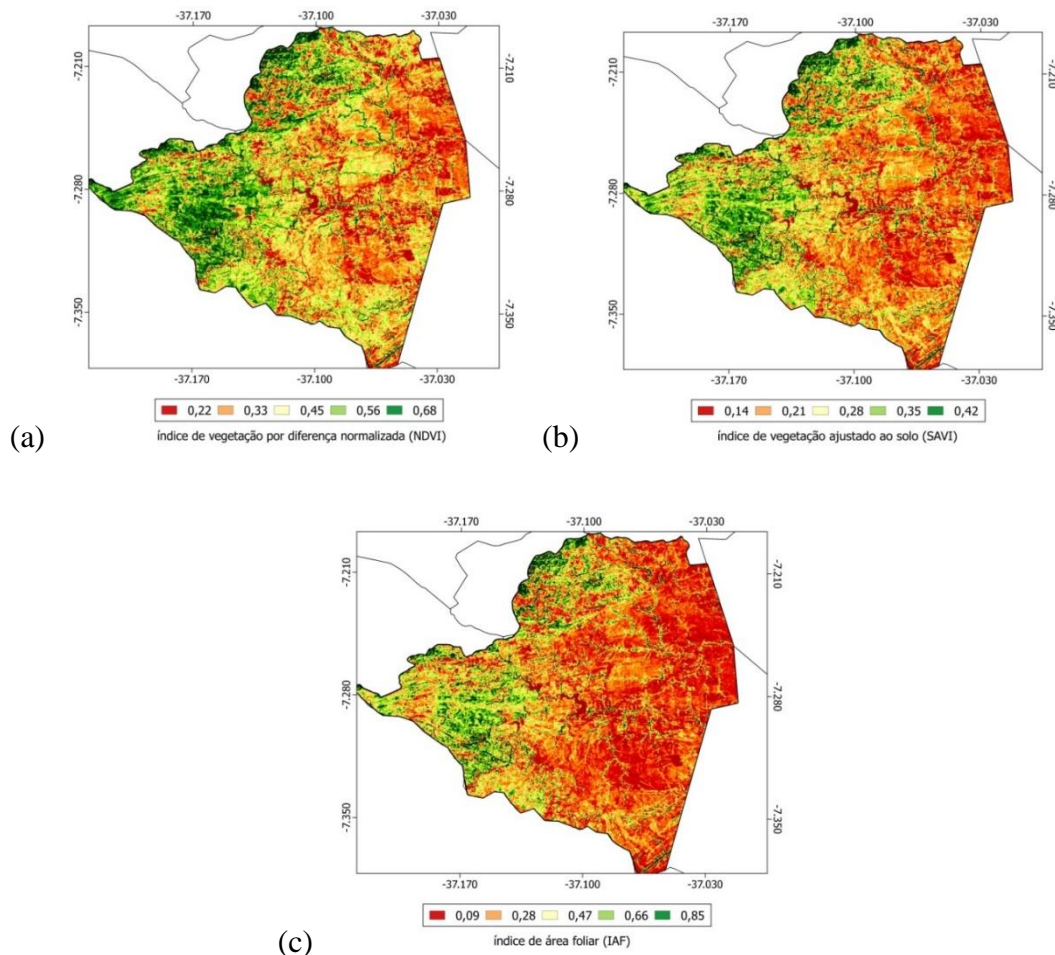 -37.170 -37.100 -37.030
-7.210 -7.210
-7.280 -7.280
-7.350 -7.350
-37.170 -37.100 -37.030
0,22 0,33 0,45 0,56 0,68
(a) índice de vegetação por diferença normalizada (NDVI)
-37.170 -37.100 -37.030
-7.210 -7.210
-7.280 -7.280
-7.350 -7.350
-37.170 -37.100 -37.030
0,14 0,21 0,28 0,35 0,42
(b) índice de vegetação ajustado ao solo (SAVI)
-37.170 -37.100 -37.030
-7.210 -7.210
-7.280 -7.280
-7.350 -7.350
-37.170 -37.100 -37.030
0,09 0,28 0,47 0,66 0,85
(c) índice de área foliar (IAF)